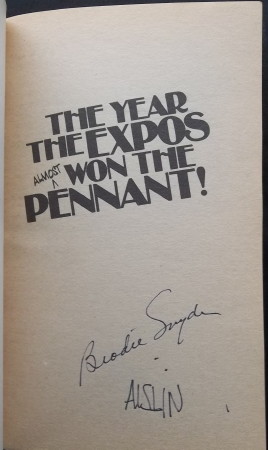 THE YEAR
THE EXPOS
ALMOST
WON THE
PENNANT!
Brodie Snyder
AISLIN